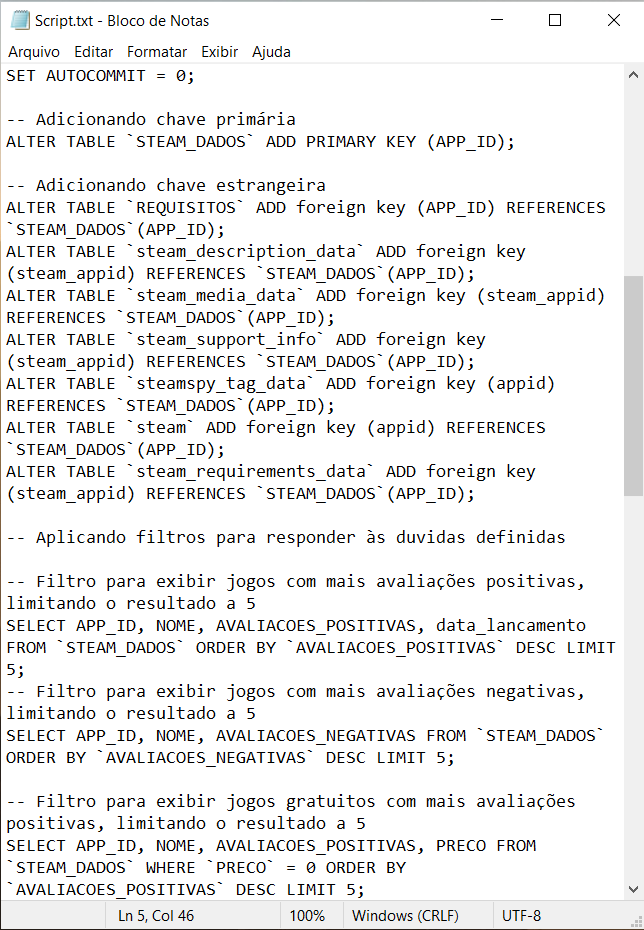 Script.txt - Bloco de Notas
Arquivo Editar Formatar Exibir Ajuda
SET AUTOCOMMIT = 0;
-- Adicionando chave primária
ALTER TABLE `STEAM_DADOS` ADD PRIMARY KEY (APP_ID);
-- Adicionando chave estrangeira
ALTER TABLE `REQUISITOS` ADD foreign key (APP_ID) REFERENCES
`STEAM_DADOS`(APP_ID);
ALTER TABLE `steam_description_data` ADD foreign key
(steam_appid) REFERENCES `STEAM_DADOS`(APP_ID);
ALTER TABLE `steam_media_data` ADD foreign key (steam_appid)
REFERENCES `STEAM_DADOS`(APP_ID);
ALTER TABLE `steam_support_info` ADD foreign key
(steam_appid) REFERENCES `STEAM_DADOS`(APP_ID);
ALTER TABLE `steamspy_tag_data` ADD foreign key (appid)
REFERENCES `STEAM_DADOS`(APP_ID);
ALTER TABLE `steam` ADD foreign key (appid) REFERENCES
`STEAM_DADOS`(APP_ID);
ALTER TABLE `steam_requirements_data` ADD foreign key
(steam_appid) REFERENCES `STEAM_DADOS`(APP_ID);
-- Aplicando filtros para responder às duvidas definidas
-- Filtro para exibir jogos com mais avaliações positivas,
limitando o resultado a 5
SELECT APP_ID, NOME, AVALIACOES_POSITIVAS, data_lancamento
FROM `STEAM_DADOS` ORDER BY `AVALIACOES_POSITIVAS` DESC LIMIT
5;
-- Filtro para exibir jogos com mais avaliações negativas,
limitando o resultado a 5
SELECT APP_ID, NOME, AVALIACOES_NEGATIVAS FROM `STEAM_DADOS`
ORDER BY `AVALIACOES_NEGATIVAS` DESC LIMIT 5;
-- Filtro para exibir jogos gratuitos com mais avaliações
positivas, limitando o resultado a 5
SELECT APP_ID, NOME, AVALIACOES_POSITIVAS, PRECO FROM
`STEAM_DADOS` WHERE `PRECO` = 0 ORDER BY
`AVALIACOES_POSITIVAS` DESC LIMIT 5;
Ln 5, Col 46 100% Windows (CRLF) UTF-8